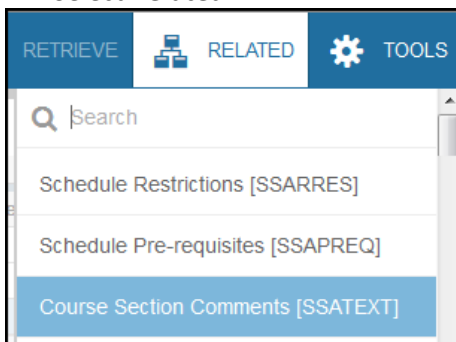 RETRIEVE RELATED TOOLS
Search
Schedule Restrictions [SSARRES]
Schedule Pre-requisites [SSAPREQ]
Course Section Comments [SSATEXT]